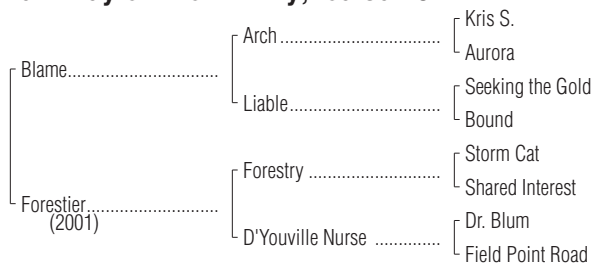 Kris S.
Arch
Aurora
Blame
Seeking the Gold
Liable
Bound
Storm Cat
Forestry
Shared Interest
Forestier
(2001)
Dr. Blum
D'Youville Nurse
Field Point Road